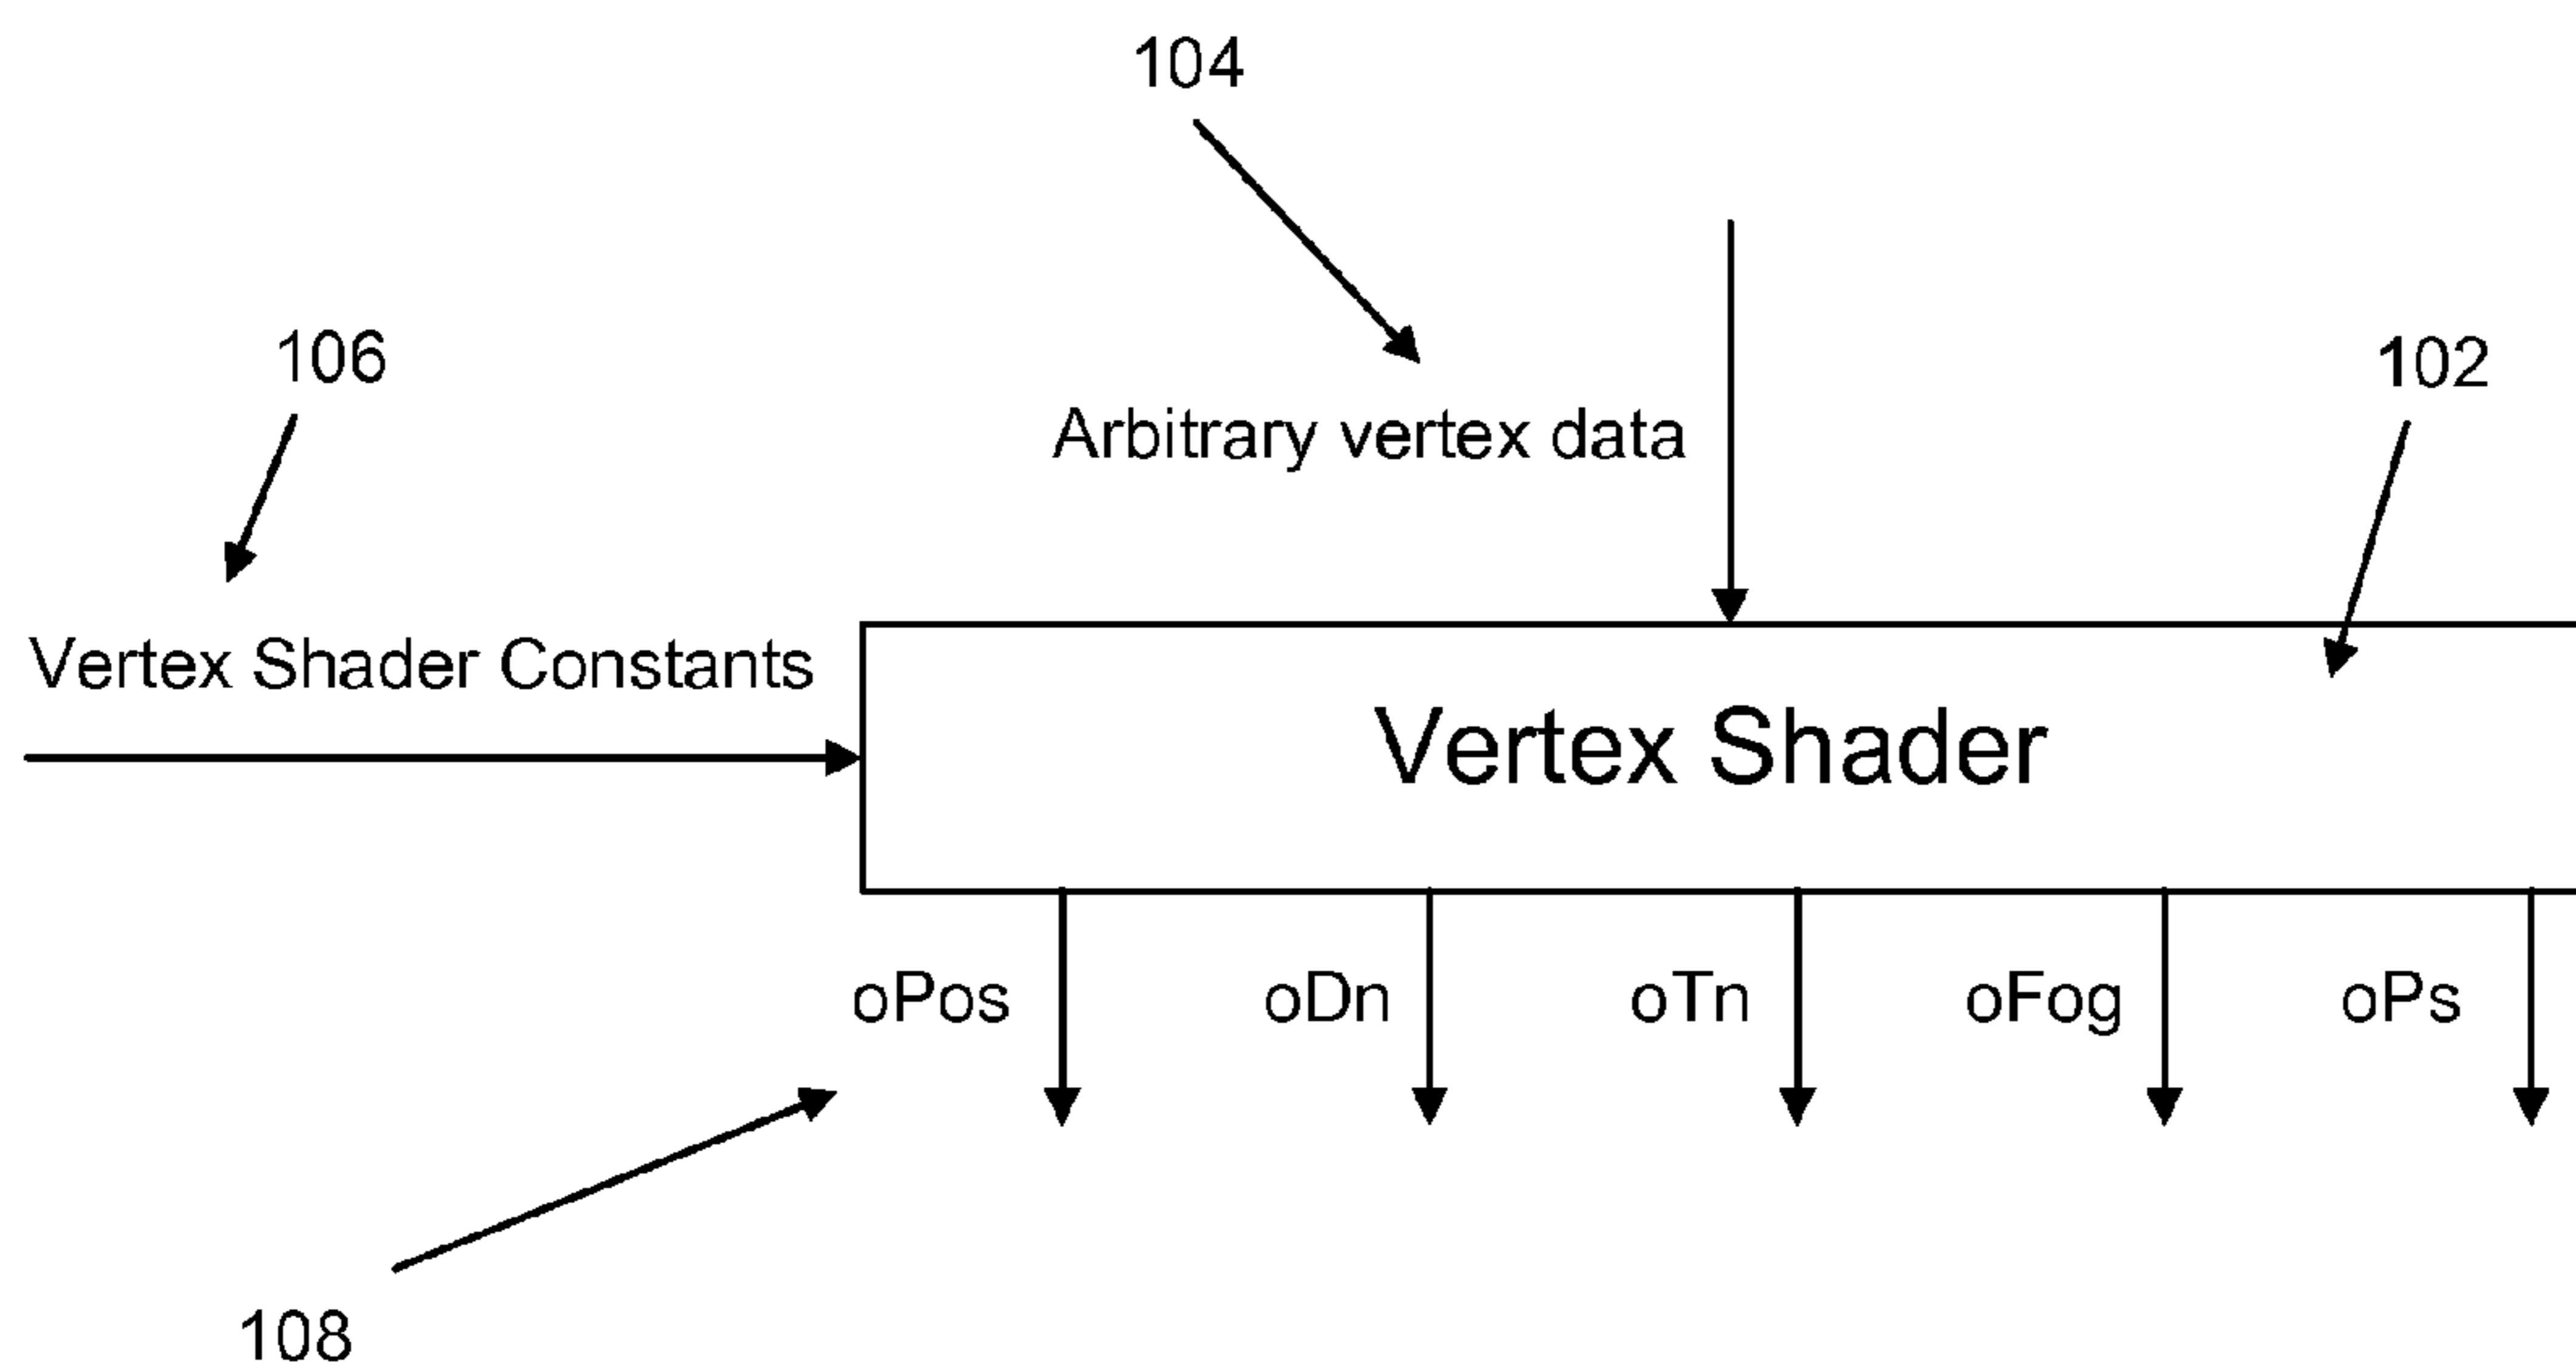 104
106
102
Arbitrary vertex data
Vertex Shader Constants
Vertex Shader
oPos oDn oTn oFog oPs
108